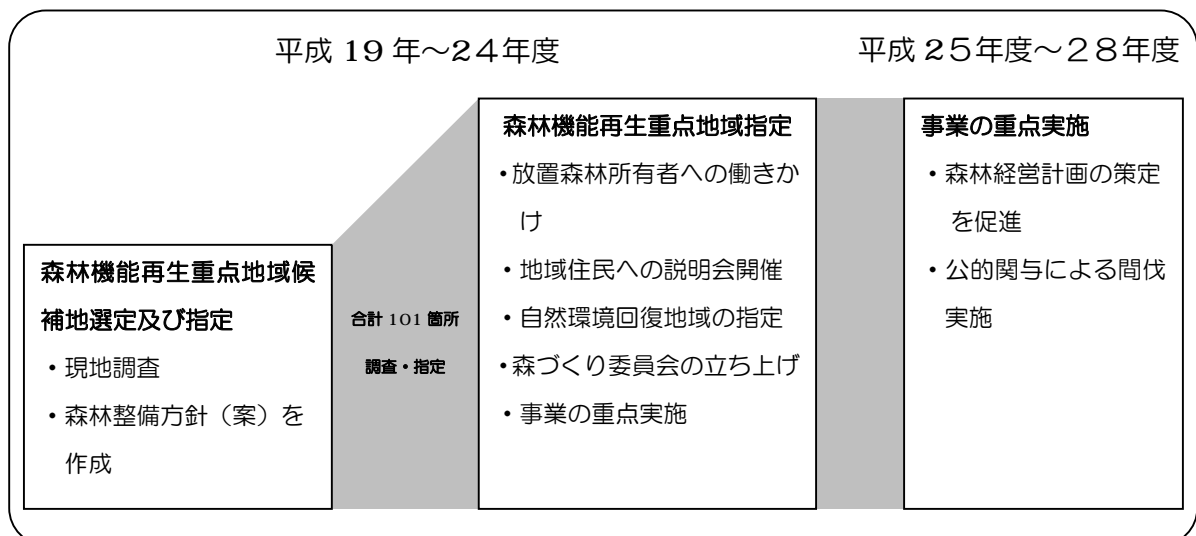 平成19年～24年度
平成25年度～28年度
森林機能再生重点地域候
補地選定及び指定
・現地調査
・森林整備方針（案）を
作成
合計101箇所
調査・指定
森林機能再生重点地域指定
・放置森林所有者への働きか
け
・地域住民への説明会開催
・自然環境回復地域の指定
・森づくり委員会の立ち上げ
・事業の重点実施
事業の重点実施
・森林経営計画の策定
を促進
・公的関与による間伐
実施